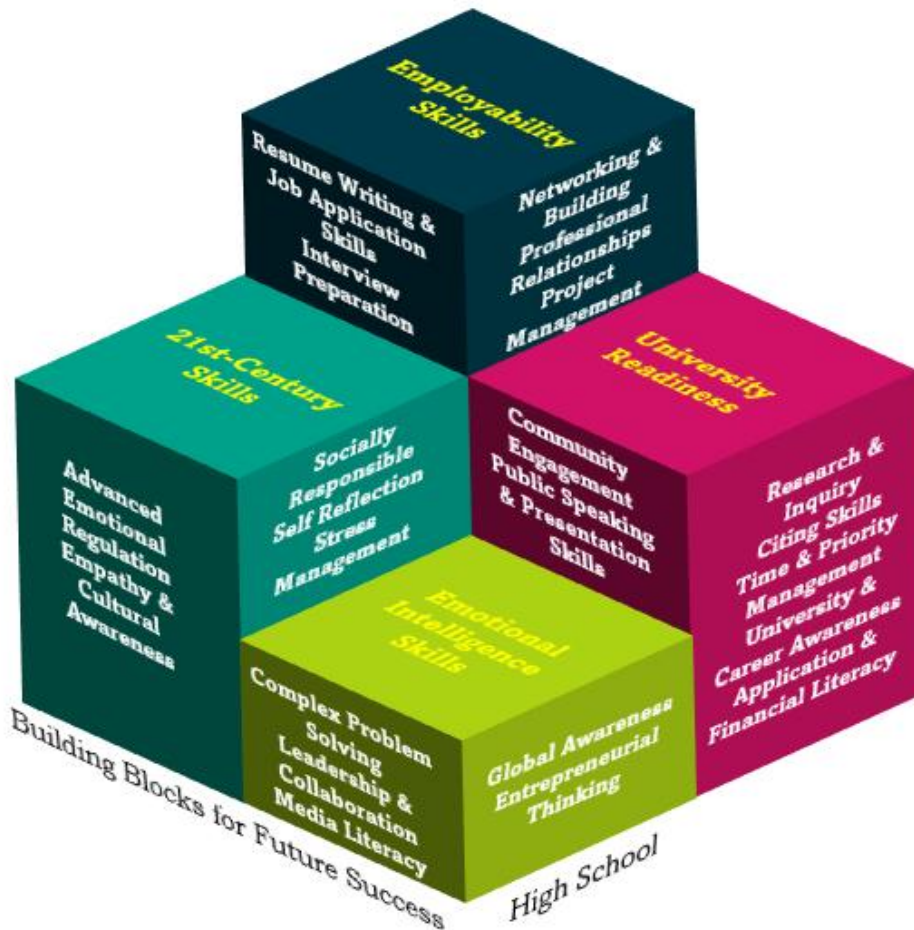 Employability
Skills
Resume Writing &
Job Application
Skills
Interview
Preparation
Networking &
Building
Professional
Relationships
Project
Management
21st-Century
Skills
Advanced
Emotional
Regulation
Empathy &
Cultural
Awareness
Socially
Responsible
Self Reflection
Stress
Management
University
Readiness
Community
Engagement
Public Speaking
& Presentation
Skills
Research &
Inquiry
Citing Skills
Time & Priority
Management
University &
Career Awareness
Application &
Financial Literacy
Emotional
Intelligence
Skills
Complex Problem
Solving
Leadership &
Collaboration
Media Literacy
Global Awareness
Entrepreneurial
Thinking
Building Blocks for Future Success
High School